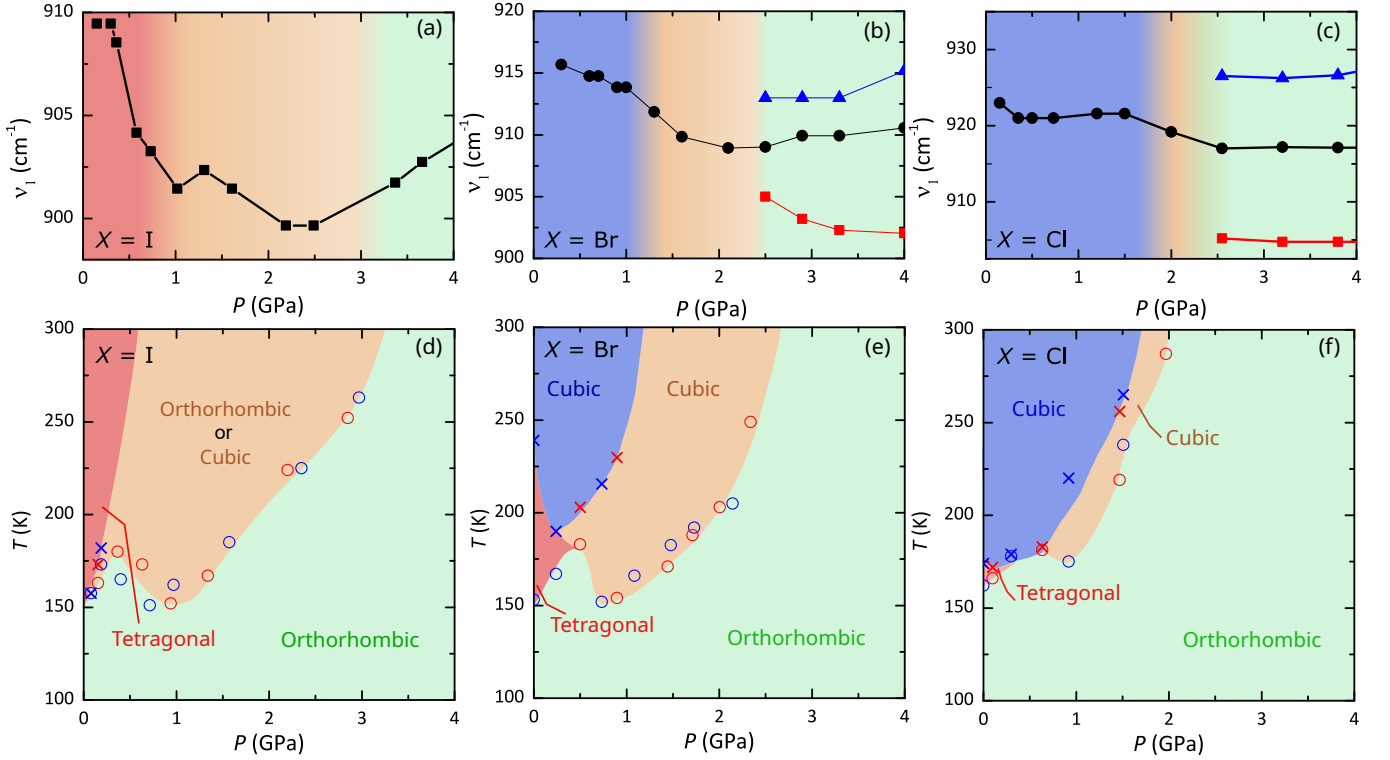 (a)
910
905
900
ν₁ (cm⁻¹)
X = I
0 1 2 3 4
P (GPa)
(b)
920
915
910
905
900
ν₁ (cm⁻¹)
X = Br
0 1 2 3 4
P (GPa)
(c)
930
920
910
ν₁ (cm⁻¹)
X = Cl
0 1 2 3 4
P (GPa)
(d)
300
250
200
150
100
T (K)
X = I
Orthorhombic
or
Cubic
Tetragonal
Orthorhombic
0 1 2 3 4
P (GPa)
(e)
300
250
200
150
100
T (K)
X = Br
Cubic
Cubic
Tetragonal
Orthorhombic
0 1 2 3 4
P (GPa)
(f)
300
250
200
150
100
T (K)
X = Cl
Cubic
Cubic
Tetragonal
Orthorhombic
0 1 2 3 4
P (GPa)